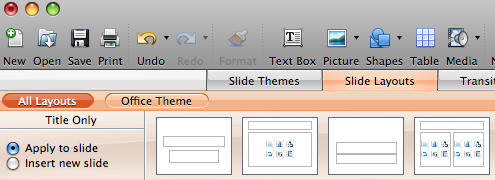 New Open Save Print Undo Redo Format Text Box Picture Shapes Table Media
Slide Themes Slide Layouts Transit
All Layouts Office Theme
Title Only
Apply to slide
Insert new slide